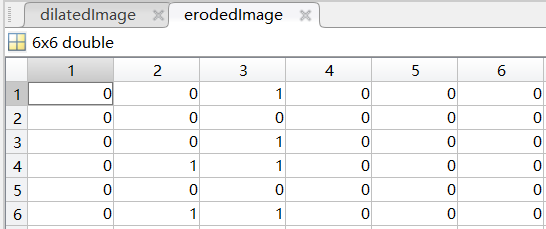 dilatedImage erodedImage
6x6 double
1 2 3 4 5 6
1 0 0 1 0 0 0
2 0 0 0 0 0 0
3 0 0 1 0 0 0
4 0 1 1 0 0 0
5 0 0 0 0 0 0
6 0 1 1 0 0 0